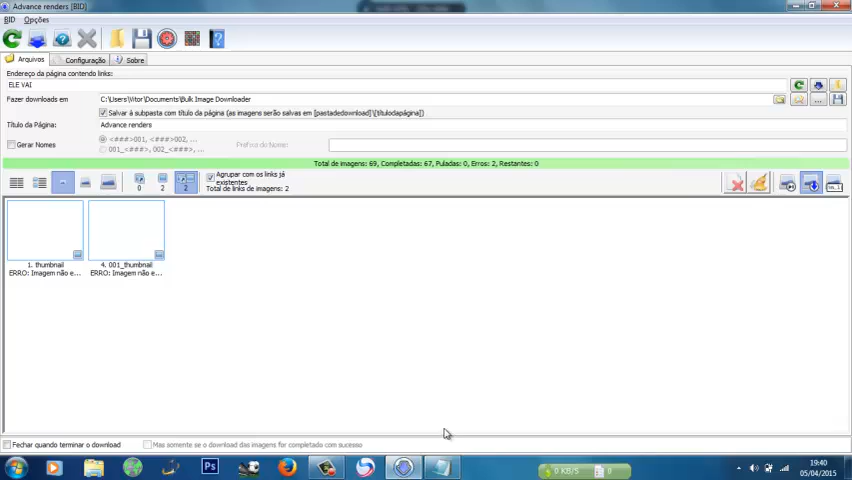 Advance renders [BID]
BID Opções
Arquivos Configuração Sobre
Endereço da página contendo links:
ELE VAI
Fazer downloads em C:\Users\Vitor\Documents\Bulk Image Downloader
Salvar à subpasta com título da página (as imagens serão salvas em [pastadedownload]\[títulodapágina])
Título da Página: Advance renders
Gerar Nomes <###>001, <###>002, ... Prefixo do Nome:
001_<###>, 002_<###>, ...
Total de imagens: 69, Completadas: 67, Puladas: 0, Erros: 2, Restantes: 0
0 2 2 Agrupar com os links já
existentes
Total de links de imagens: 2
1. thumbnail 4. 001_thumbnail
ERRO: Imagem não e... ERRO: Imagem não e...
Fechar quando terminar o download Mas somente se o download das imagens for completado com sucesso
Ps 0 KB/S 0 19:40
05/04/2015